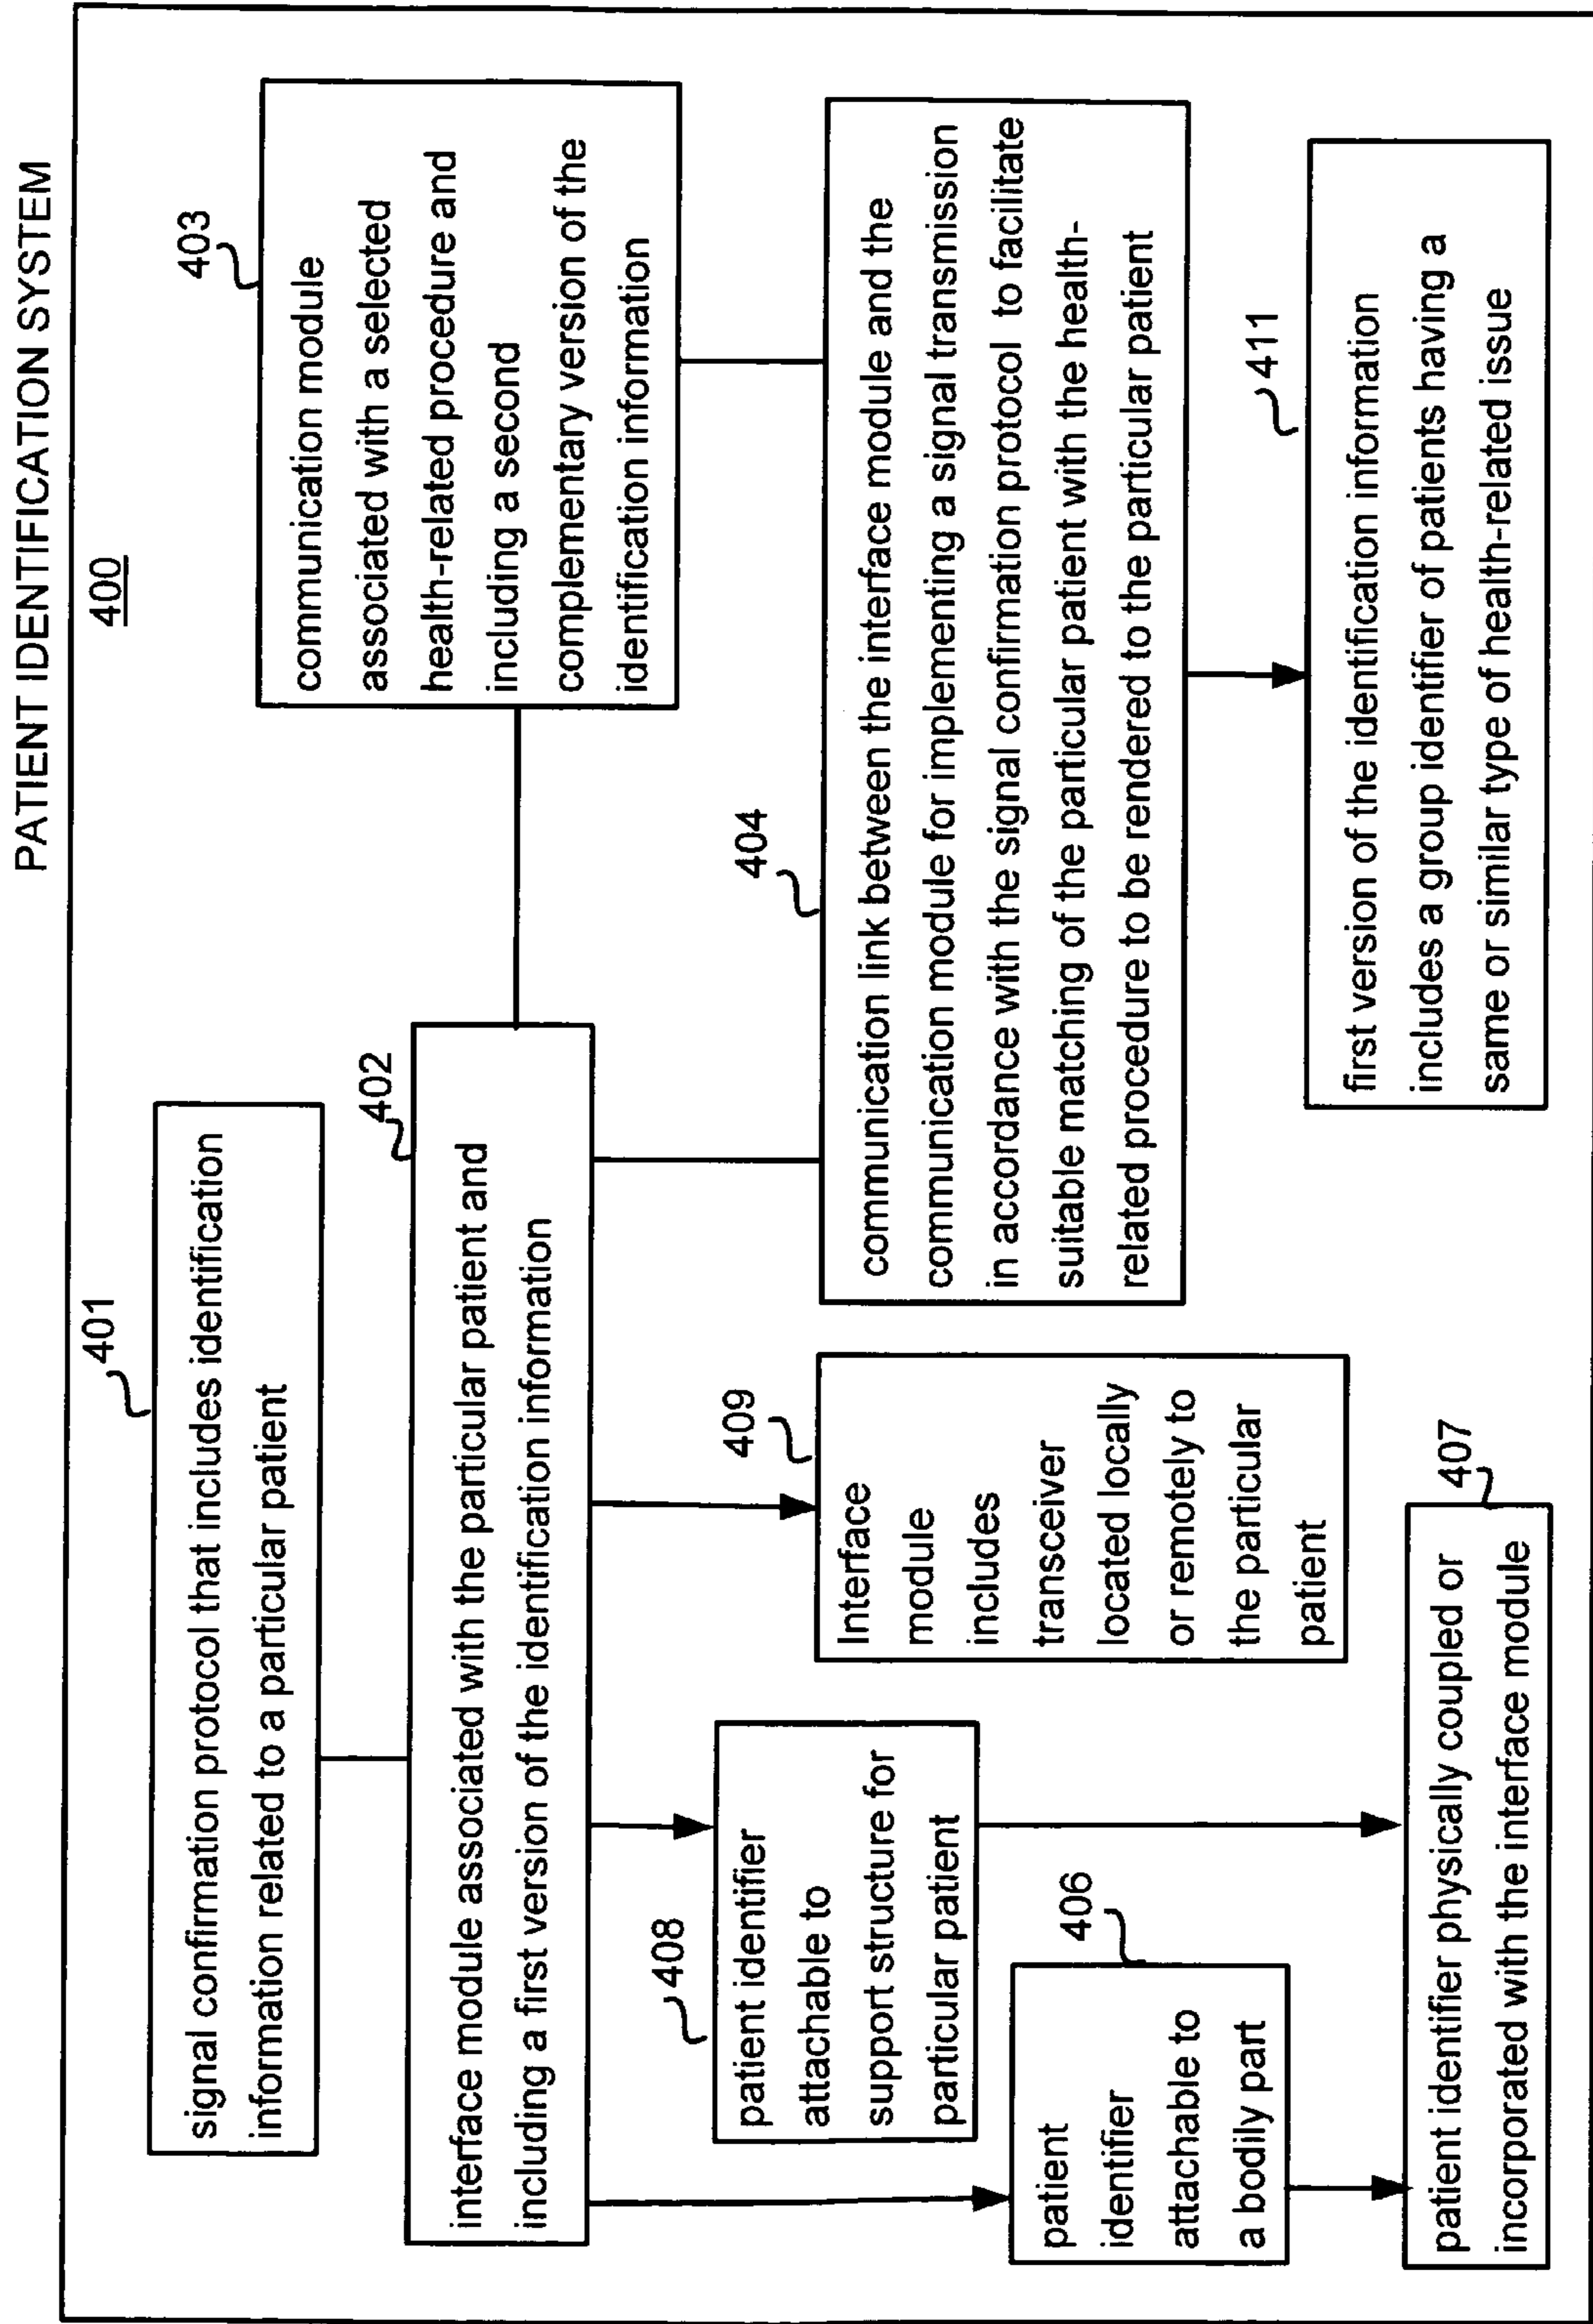 PATIENT IDENTIFICATION SYSTEM
400
401
signal confirmation protocol that includes identification
information related to a particular patient
402
interface module associated with the particular patient and
including a first version of the identification information
403
communication module
associated with a selected
health-related procedure and
including a second
complementary version of the
identification information
408
patient identifier
attachable to
support structure for
particular patient
406
patient
identifier
attachable to
a bodily part
409
Interface
module
includes
transceiver
located locally
or remotely to
the particular
patient
404
communication link between the interface module and the
communication module for implementing a signal transmission
in accordance with the signal confirmation protocol to facilitate
suitable matching of the particular patient with the health-
related procedure to be rendered to the particular patient
407
patient identifier physically coupled or
incorporated with the interface module
411
first version of the identification information
includes a group identifier of patients having a
same or similar type of health-related issue